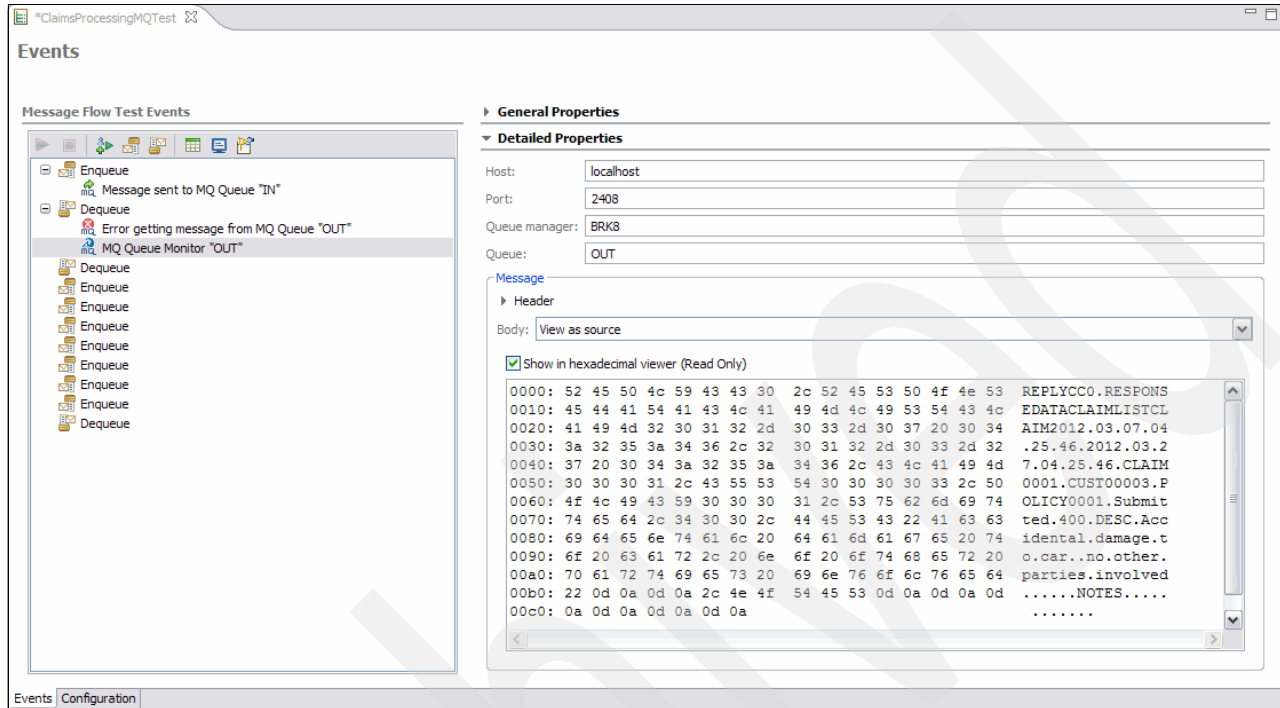 *ClaimsProcessingMQTest
Events
Message Flow Test Events
Enqueue
Message sent to MQ Queue "IN"
Dequeue
Error getting message from MQ Queue "OUT"
MQ Queue Monitor "OUT"
Dequeue
Enqueue
Enqueue
Enqueue
Enqueue
Enqueue
Enqueue
Enqueue
Dequeue
General Properties
Detailed Properties
Host: localhost
Port: 2408
Queue manager: BRK8
Queue: OUT
Message
Header
Body: View as source
Show in hexadecimal viewer (Read Only)
0000: 52 45 50 4c 59 43 43 30 2c 52 45 53 50 4f 4e 53 REPLYCC0.RESPONS
0010: 45 44 41 54 41 43 4c 41 49 4d 4c 49 53 54 43 4c EDATACLAIMLISTCL
0020: 41 49 4d 32 30 31 32 2d 30 33 2d 30 37 20 30 34 AIM2012.03.07.04
0030: 3a 32 35 3a 34 36 2c 32 30 31 32 2d 30 33 2d 32 .25.46.2012.03.2
0040: 37 20 30 34 3a 32 35 3a 34 36 2c 43 4c 41 49 4d 7.04.25.46.CLAIM
0050: 30 30 30 31 2c 43 55 53 54 30 30 30 30 33 2c 50 0001.CUST00003.P
0060: 4f 4c 49 43 59 30 30 30 31 2c 53 75 62 6d 69 74 OLICY0001.Submit
0070: 74 65 64 2c 34 30 30 2c 44 45 53 43 22 41 63 63 ted.400.DESC.Acc
0080: 69 64 65 6e 74 61 6c 20 64 61 6d 61 67 65 20 74 idental.damage.t
0090: 6f 20 63 61 72 2c 20 6e 6f 20 6f 74 68 65 72 20 o.car..no.other.
00a0: 70 61 72 74 69 65 73 20 69 6e 76 6f 6c 76 65 64 parties.involved
00b0: 22 0d 0a 0d 0a 2c 4e 4f 54 45 53 0d 0a 0d 0a 0d ......NOTES.....
00c0: 0a 0d 0a 0d 0a 0d 0a .......
Events Configuration